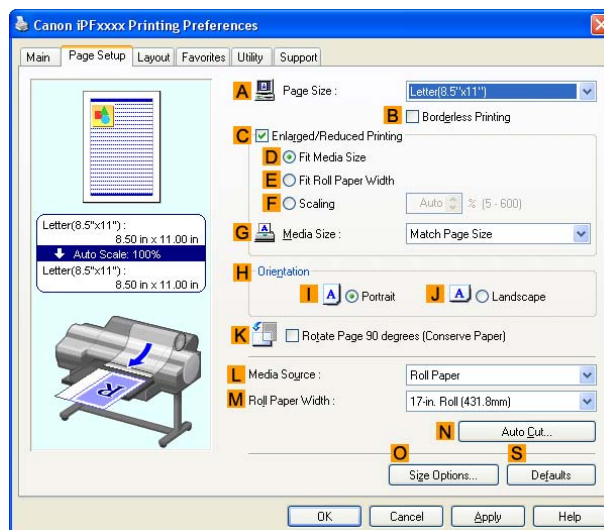 Canon iPFxxxx Printing Preferences
Main Page Setup Layout Favorites Utility Support
A Page Size : Letter(8.5"x11")
B Borderless Printing
C Enlarged/Reduced Printing
D Fit Media Size
E Fit Roll Paper Width
F Scaling Auto % (5 - 600)
G Media Size : Match Page Size
Letter(8.5"x11") :
8.50 in x 11.00 in
Auto Scale: 100%
Letter(8.5"x11") :
8.50 in x 11.00 in
H Orientation
I A Portrait J A Landscape
K Rotate Page 90 degrees (Conserve Paper)
R
L Media Source : Roll Paper
M Roll Paper Width : 17-in. Roll (431.8mm)
N Auto Cut...
O S
Size Options... Defaults
OK Cancel Apply Help